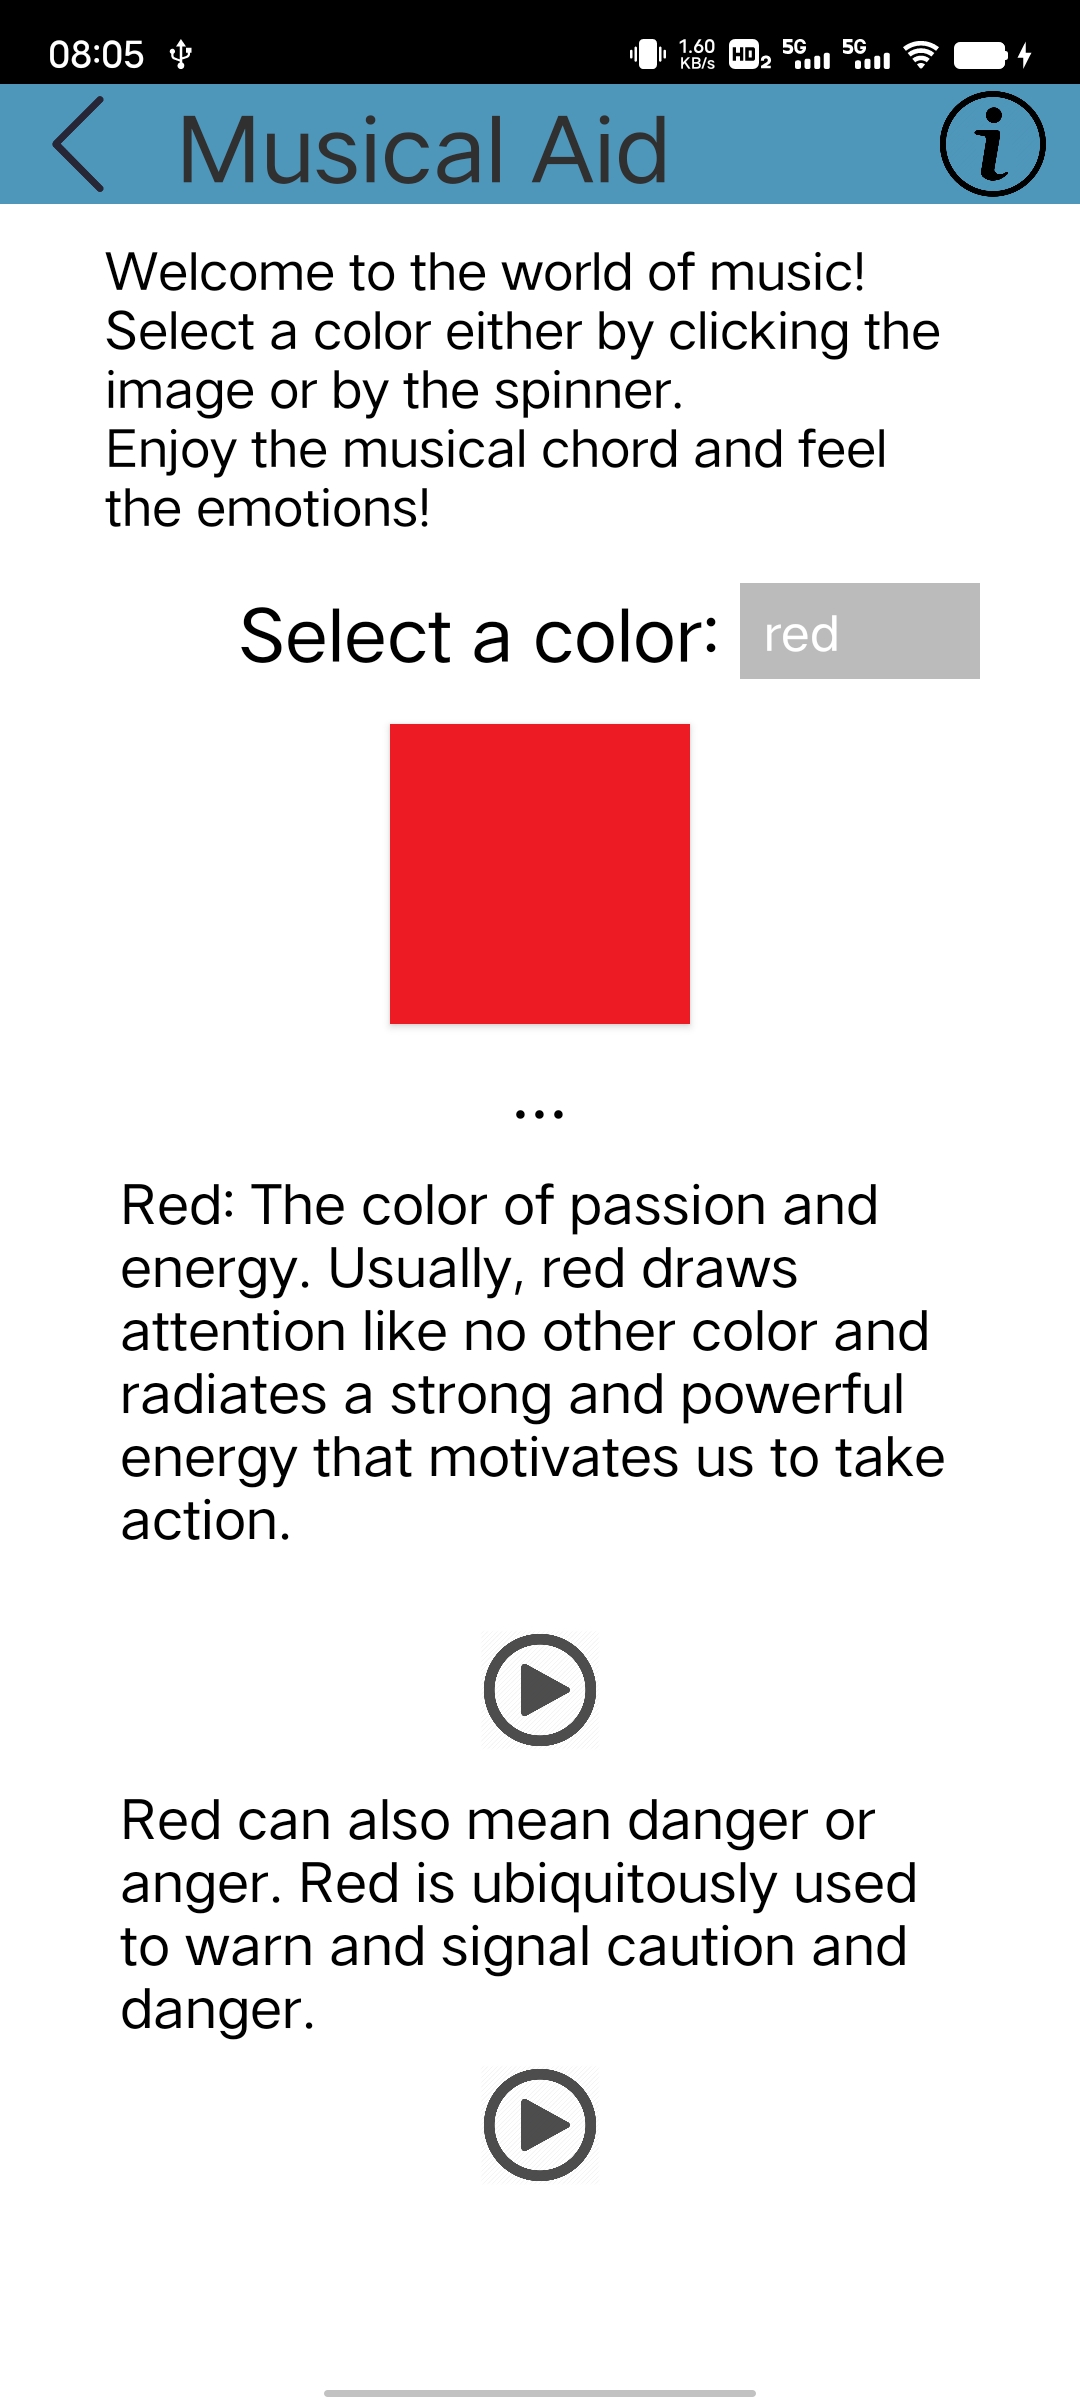 08:05
1.60
KB/s
HD 2
5G
5G
Musical Aid
i
Welcome to the world of music!
Select a color either by clicking the
image or by the spinner.
Enjoy the musical chord and feel
the emotions!
Select a color:
red
...
Red: The color of passion and
energy. Usually, red draws
attention like no other color and
radiates a strong and powerful
energy that motivates us to take
action.
Red can also mean danger or
anger. Red is ubiquitously used
to warn and signal caution and
danger.